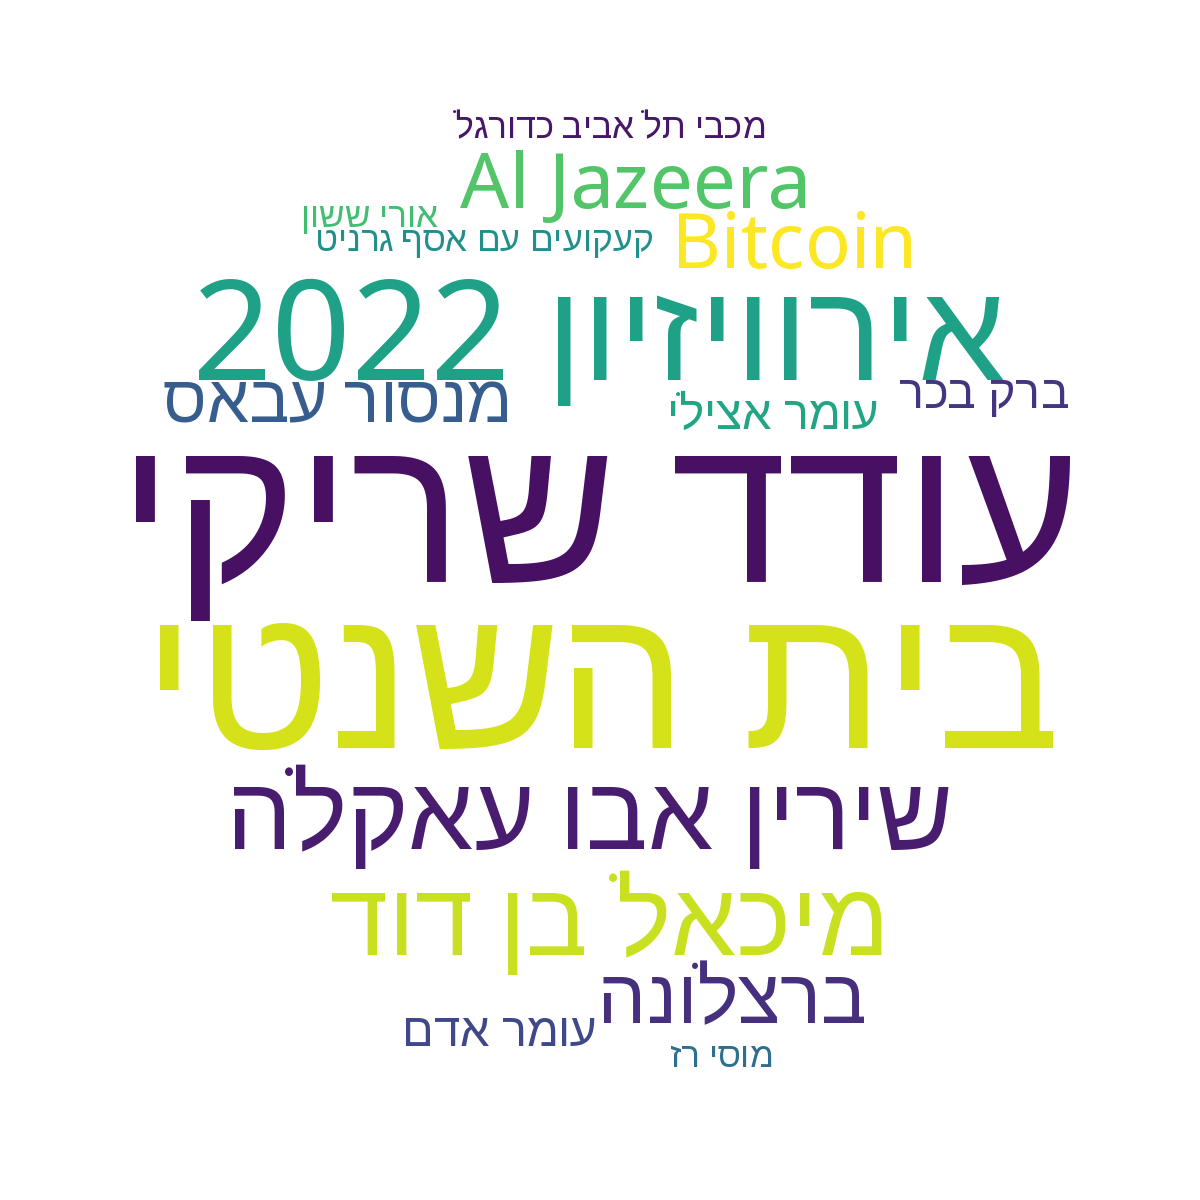 מכבי תל אביב כדורגל
Al Jazeera
אורי ששון
Bitcoin
קעקועים עם אסף גרניט
אירוויזיון 2022
ברק בכר
מנסור עבאס
עומר אצילי
עודד שריקי
בית השנטי
שירין אבו עאקלה
מיכאל בן דוד
ברצלונה
עומר אדם
מוסי רז